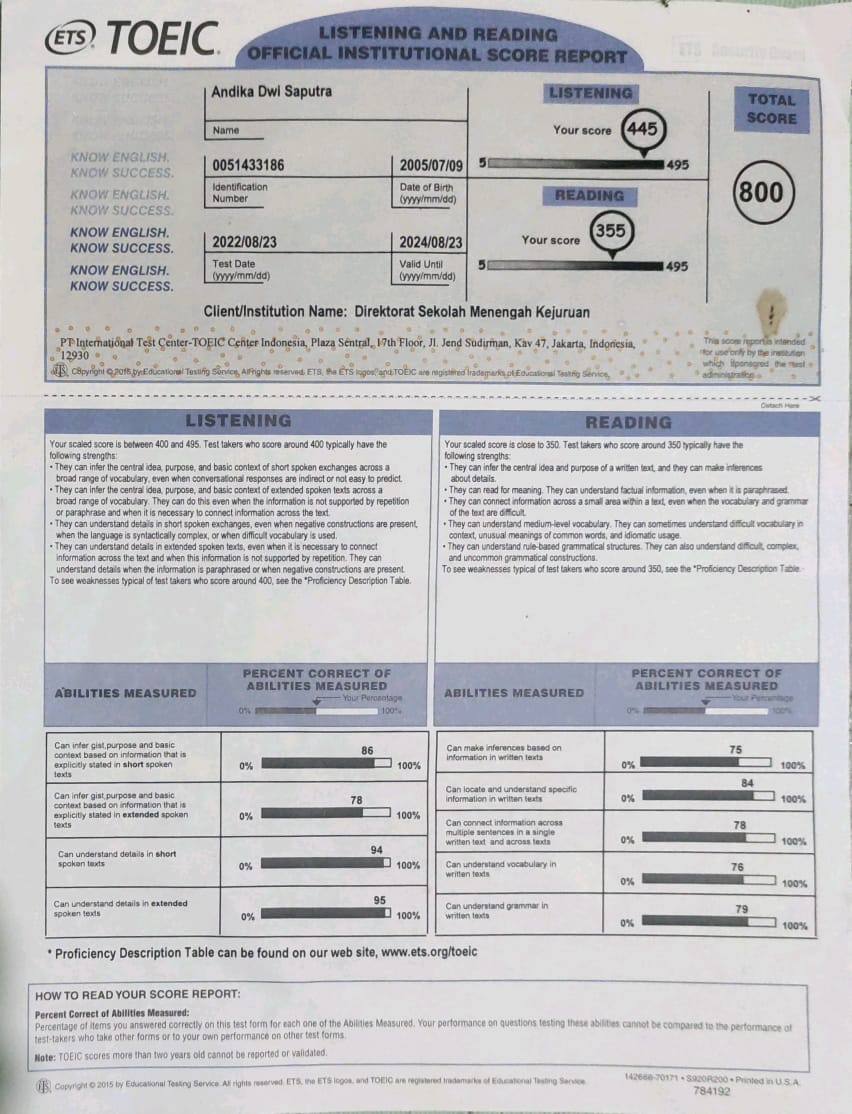 ETS TOEIC
LISTENING AND READING
OFFICIAL INSTITUTIONAL SCORE REPORT
Andika Dwi Saputra
Name
KNOW ENGLISH.
KNOW SUCCESS.
KNOW ENGLISH.
KNOW SUCCESS.
KNOW ENGLISH.
KNOW SUCCESS.
KNOW ENGLISH.
KNOW SUCCESS.
0051433186
Identification
Number
2005/07/09
Date of Birth
(yyyy/mm/dd)
2022/08/23
Test Date
(yyyy/mm/dd)
2024/08/23
Valid Until
(yyyy/mm/dd)
LISTENING
Your score 445
5 495
READING
Your score 355
5 495
TOTAL
SCORE
800
Client/Institution Name: Direktorat Sekolah Menengah Kejuruan
PT International Test Center-TOEIC Center Indonesia, Plaza Sentral, 17th Floor, Jl. Jend Sudirman, Kav 47, Jakarta, Indonesia,
12930
Copyright © 2015 by Educational Testing Service. All rights reserved. ETS, the ETS logos, and TOEIC are registered trademarks of Educational Testing Service.
This score report is intended
for use only by the institution
which sponsored the test
administration.
Detach Here
LISTENING
Your scaled score is between 400 and 495. Test takers who score around 400 typically have the
following strengths:
• They can infer the central idea, purpose, and basic context of short spoken exchanges across a
broad range of vocabulary, even when conversational responses are indirect or not easy to predict.
• They can infer the central idea, purpose, and basic context of extended spoken texts across a
broad range of vocabulary. They can do this even when the information is not supported by repetition
or paraphrase and when it is necessary to connect information across the text.
• They can understand details in short spoken exchanges, even when negative constructions are present,
when the language is syntactically complex, or when difficult vocabulary is used.
• They can understand details in extended spoken texts, even when it is necessary to connect
information across the text and when this information is not supported by repetition. They can
understand details when the information is paraphrased or when negative constructions are present.
To see weaknesses typical of test takers who score around 400, see the *Proficiency Description Table.
READING
Your scaled score is close to 350. Test takers who score around 350 typically have the
following strengths:
• They can infer the central idea and purpose of a written text, and they can make inferences
about details.
• They can read for meaning. They can understand factual information, even when it is paraphrased.
• They can connect information across a small area within a text, even when the vocabulary and grammar
of the text are difficult.
• They can understand medium-level vocabulary. They can sometimes understand difficult vocabulary in
context, unusual meanings of common words, and idiomatic usage.
• They can understand rule-based grammatical structures. They can also understand difficult, complex,
and uncommon grammatical constructions.
To see weaknesses typical of test takers who score around 350, see the *Proficiency Description Table.
ABILITIES MEASURED
PERCENT CORRECT OF
ABILITIES MEASURED
Your Percentage
0% 100%
Can infer gist,purpose and basic
context based on information that is
explicitly stated in short spoken
texts
86
0% 100%
Can infer gist,purpose and basic
context based on information that is
explicitly stated in extended spoken
texts
78
0% 100%
Can understand details in short
spoken texts
94
0% 100%
Can understand details in extended
spoken texts
95
0% 100%
ABILITIES MEASURED
PERCENT CORRECT OF
ABILITIES MEASURED
Your Percentage
0% 100%
Can make inferences based on
information in written texts
75
0% 100%
Can locate and understand specific
information in written texts
84
0% 100%
Can connect information across
multiple sentences in a single
written text and across texts
78
0% 100%
Can understand vocabulary in
written texts
76
0% 100%
Can understand grammar in
written texts
79
0% 100%
* Proficiency Description Table can be found on our web site, www.ets.org/toeic
HOW TO READ YOUR SCORE REPORT:
Percent Correct of Abilities Measured:
Percentage of items you answered correctly on this test form for each one of the Abilities Measured. Your performance on questions testing these abilities cannot be compared to the performance of
test-takers who take other forms or to your own performance on other test forms.
Note: TOEIC scores more than two years old cannot be reported or validated.
Copyright © 2015 by Educational Testing Service. All rights reserved. ETS, the ETS logos, and TOEIC are registered trademarks of Educational Testing Service.
142668-70171 • S920R200 • Printed in U.S.A.
784192